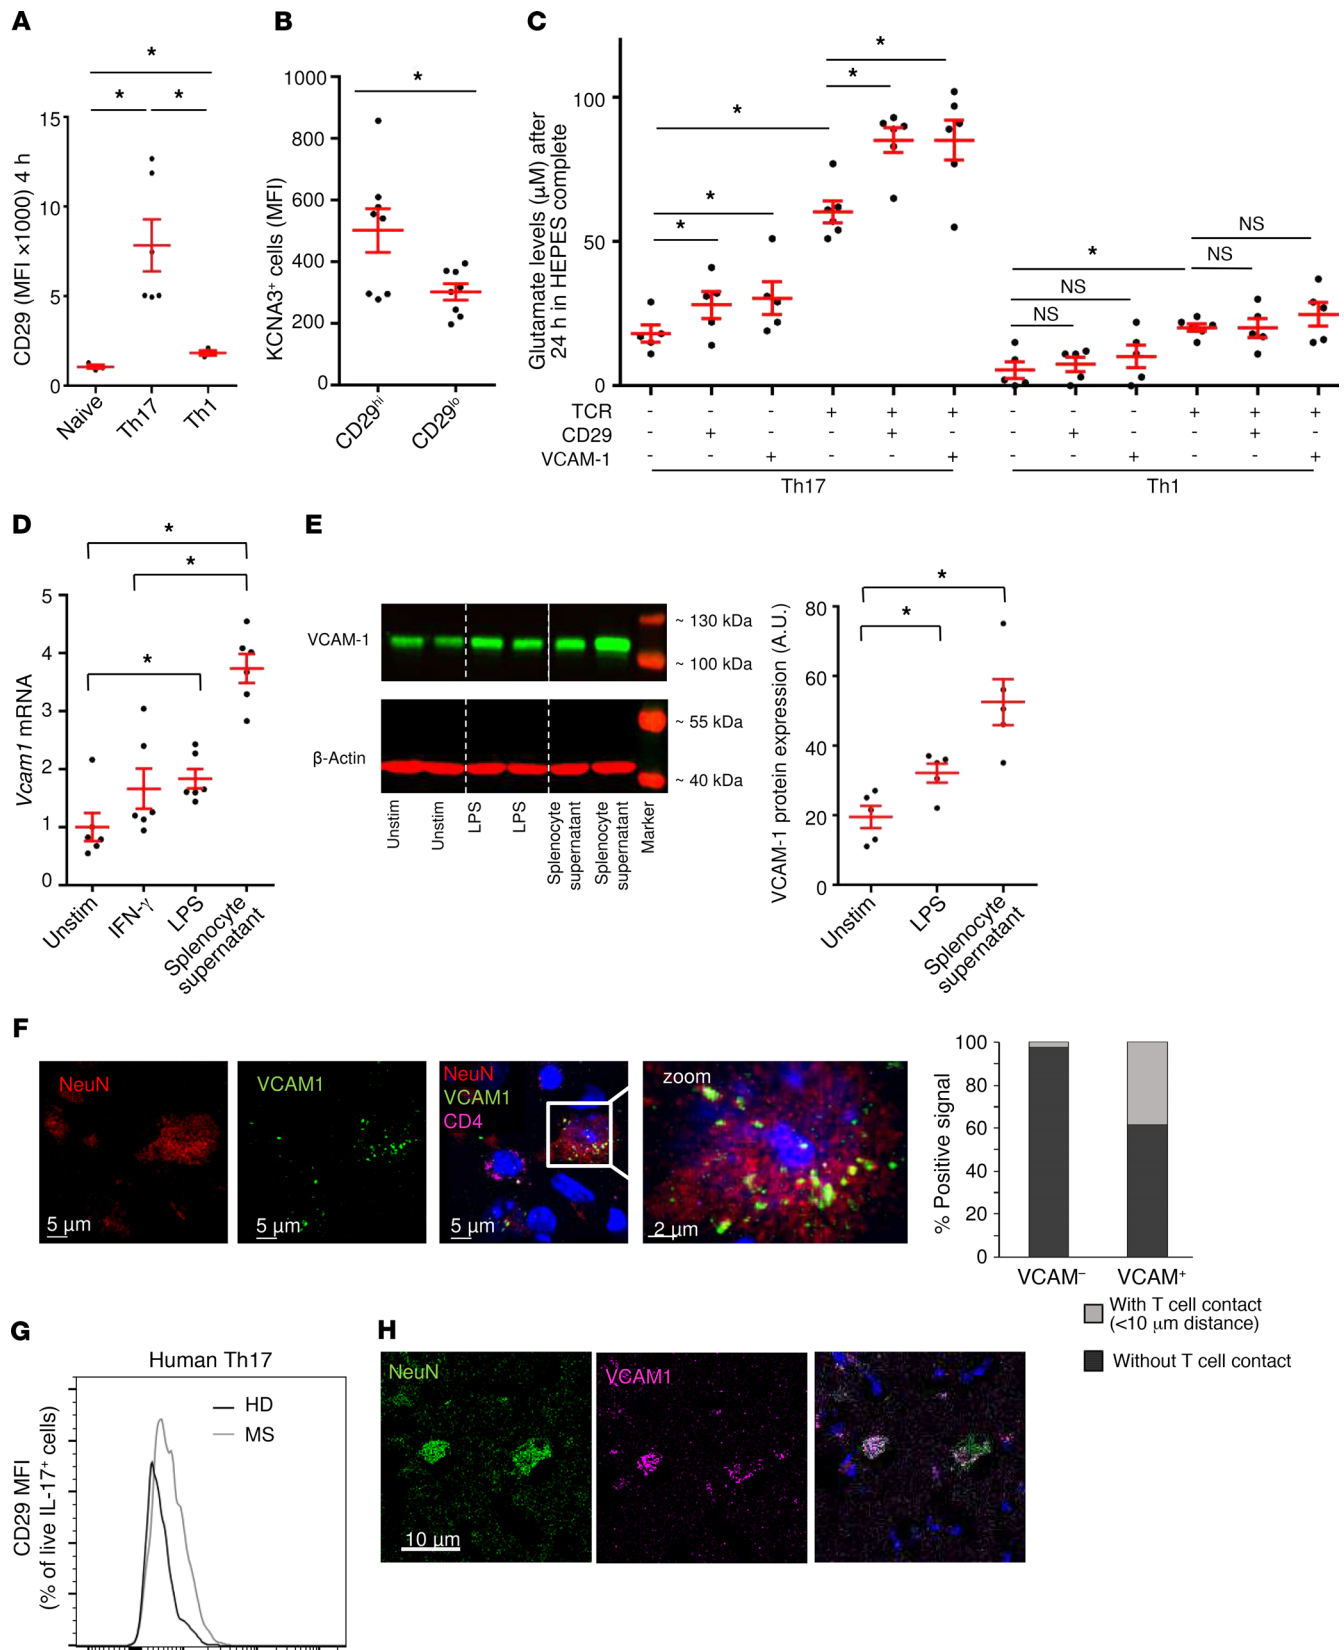 A
*
*
*
CD29 (MFI ×1000) 4 h
15
10
5
0
Naive
Th17
Th1
B
*
KCNA3⁺ cells (MFI)
1000
800
600
400
200
0
CD29ʰⁱ
CD29ˡᵒ
C
Glutamate levels (μM) after
24 h in HEPES complete
100
50
0
*
*
*
*
*
*
NS
NS
NS
NS
TCR - - - + + + - - - + + +
CD29 - + - - + - - + - - + -
VCAM-1 - - + - - + - - + - - +
Th17
Th1
D
*
*
*
Vcam1 mRNA
5
4
3
2
1
0
Unstim
IFN-γ
LPS
Splenocyte
supernatant
E
VCAM-1
~ 130 kDa
~ 100 kDa
β-Actin
~ 55 kDa
~ 40 kDa
Unstim
Unstim
LPS
LPS
Splenocyte
supernatant
Splenocyte
supernatant
Marker
VCAM-1 protein expression (A.U.)
80
60
40
20
0
*
*
Unstim
LPS
Splenocyte
supernatant
F
NeuN
5 μm
VCAM1
5 μm
NeuN
VCAM1
CD4
5 μm
zoom
2 μm
% Positive signal
100
80
60
40
20
0
VCAM⁻
VCAM⁺
With T cell contact
(<10 μm distance)
Without T cell contact
G
Human Th17
HD
MS
CD29 MFI
(% of live IL-17⁺ cells)
H
NeuN
10 μm
VCAM1